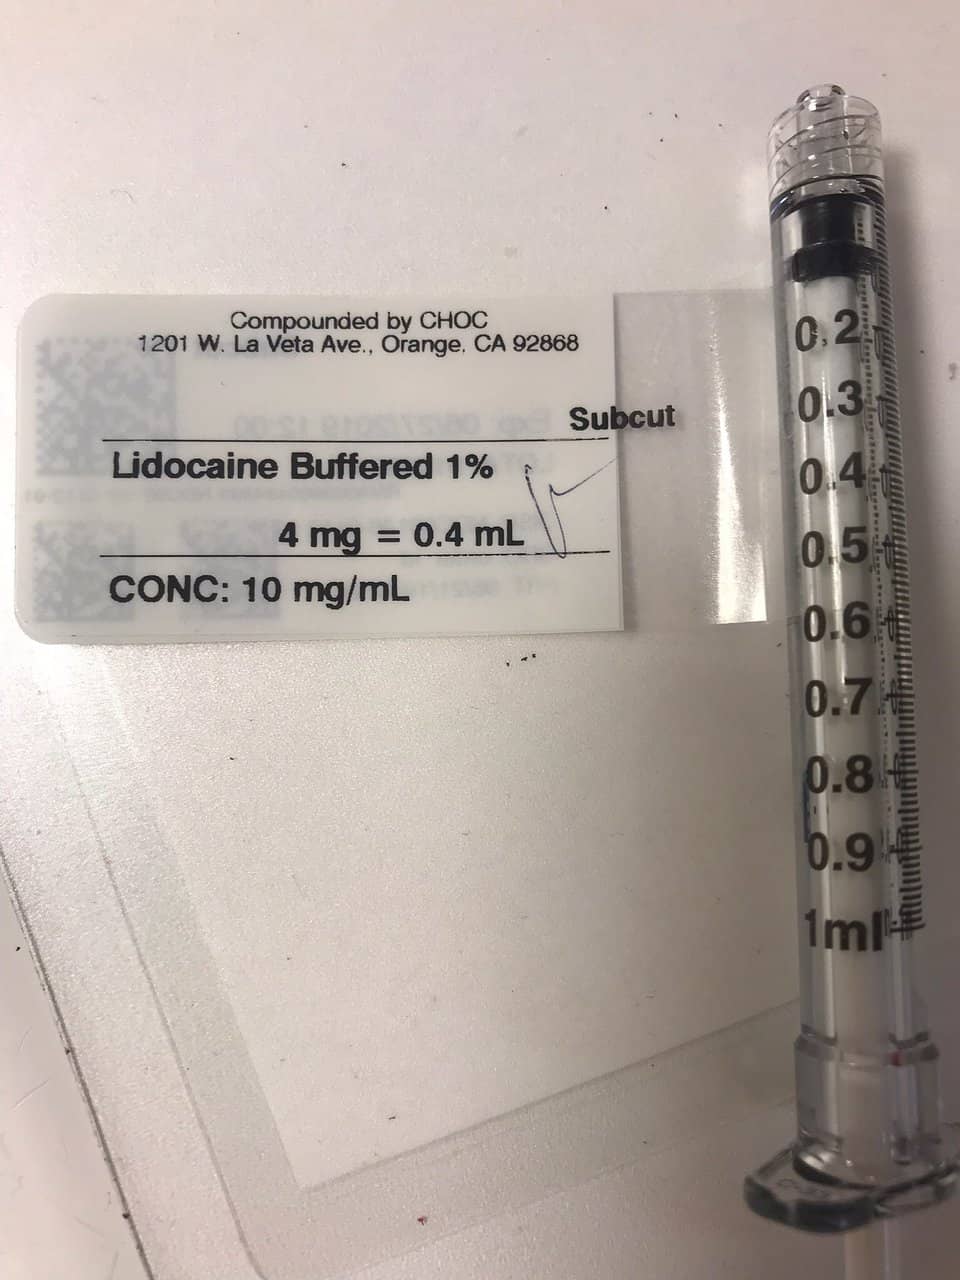 Compounded by CHOC
1201 W. La Veta Ave., Orange, CA 92868
Subcut
Lidocaine Buffered 1%
4 mg = 0.4 mL
CONC: 10 mg/mL
0.2
0.3
0.4
0.5
0.6
0.7
0.8
0.9
1ml